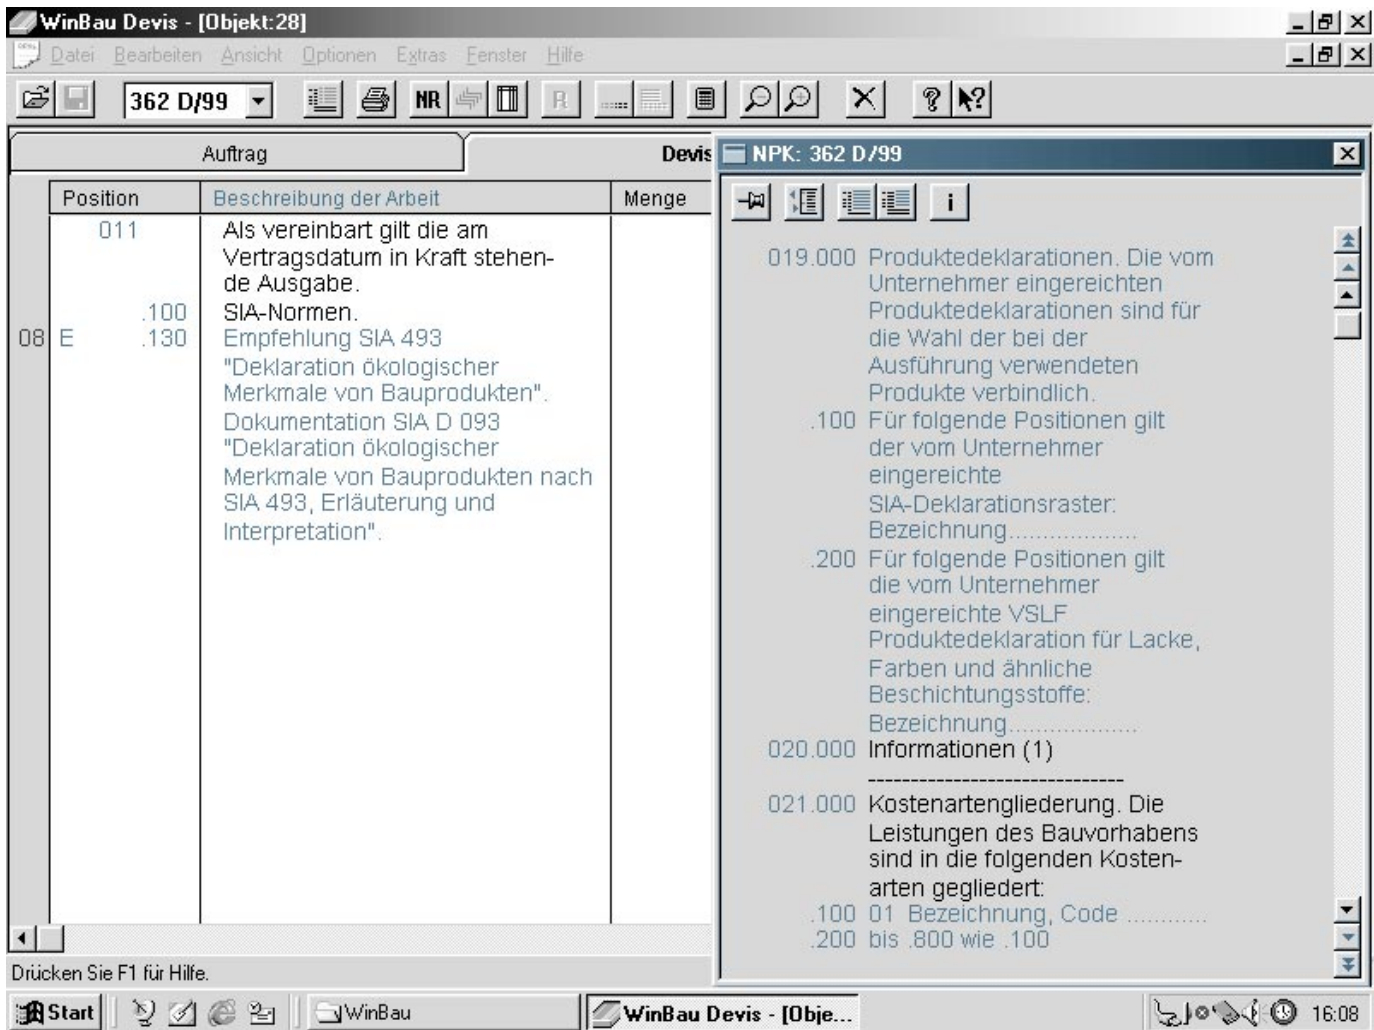 WinBau Devis - [Objekt:28]
Datei Bearbeiten Ansicht Optionen Extras Fenster Hilfe
362 D/99
NR
R
Auftrag
Devis
Position
Beschreibung der Arbeit
Menge
011 Als vereinbart gilt die am
Vertragsdatum in Kraft stehen-
de Ausgabe.
.100 SIA-Normen.
08 E .130 Empfehlung SIA 493
"Deklaration ökologischer
Merkmale von Bauprodukten".
Dokumentation SIA D 093
"Deklaration ökologischer
Merkmale von Bauprodukten nach
SIA 493, Erläuterung und
Interpretation".
NPK: 362 D/99
i
019.000 Produktedeklarationen. Die vom
Unternehmer eingereichten
Produktedeklarationen sind für
die Wahl der bei der
Ausführung verwendeten
Produkte verbindlich.
.100 Für folgende Positionen gilt
der vom Unternehmer
eingereichte
SIA-Deklarationsraster:
Bezeichnung...................
.200 Für folgende Positionen gilt
die vom Unternehmer
eingereichte VSLF
Produktedeklaration für Lacke,
Farben und ähnliche
Beschichtungsstoffe:
Bezeichnung...................
020.000 Informationen (1)
------------------------------
021.000 Kostenartengliederung. Die
Leistungen des Bauvorhabens
sind in die folgenden Kosten-
arten gegliedert:
.100 01 Bezeichnung, Code ............
.200 bis .800 wie .100
Drücken Sie F1 für Hilfe.
Start
WinBau
WinBau Devis - [Obje...
16:08